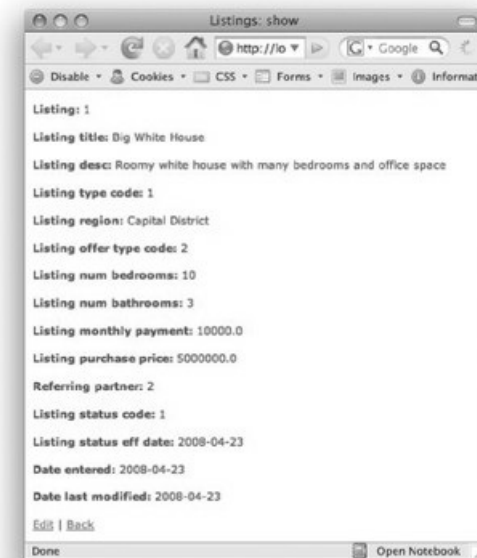 Listings: show
http://lo Google
Disable Cookies CSS Forms Images Informat
Listing: 1
Listing title: Big White House
Listing desc: Roomy white house with many bedrooms and office space
Listing type code: 1
Listing region: Capital District
Listing offer type code: 2
Listing num bedrooms: 10
Listing num bathrooms: 3
Listing monthly payment: 10000.0
Listing purchase price: 5000000.0
Referring partner: 2
Listing status code: 1
Listing status eff date: 2008-04-23
Date entered: 2008-04-23
Date last modified: 2008-04-23
Edit | Back
Done Open Notebook